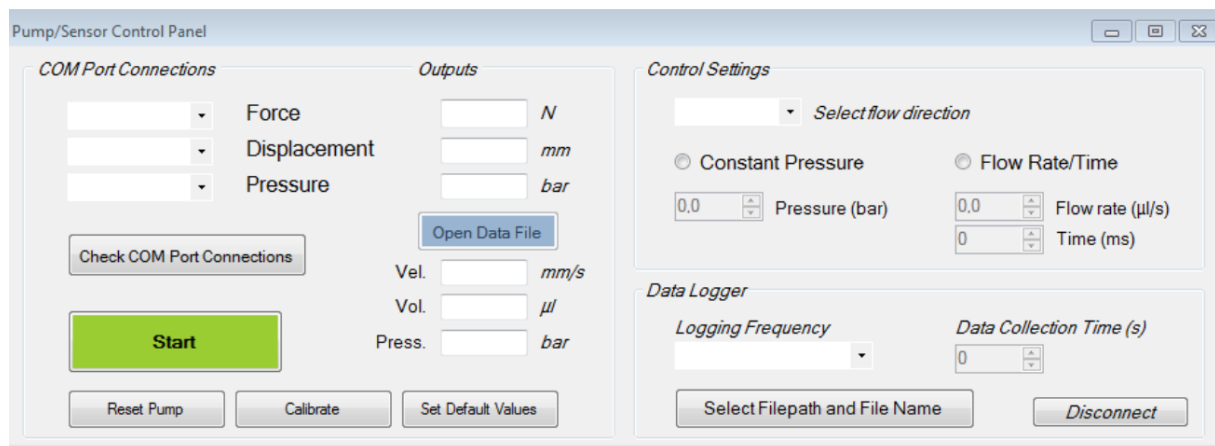 Pump/Sensor Control Panel
COM Port Connections
Outputs
Force
N
Displacement
mm
Pressure
bar
Open Data File
Check COM Port Connections
Vel.
mm/s
Vol.
µl
Start
Press.
bar
Reset Pump
Calibrate
Set Default Values
Control Settings
Select flow direction
Constant Pressure
Flow Rate/Time
0,0
Pressure (bar)
0,0
Flow rate (µl/s)
0
Time (ms)
Data Logger
Logging Frequency
Data Collection Time (s)
0
Select Filepath and File Name
Disconnect